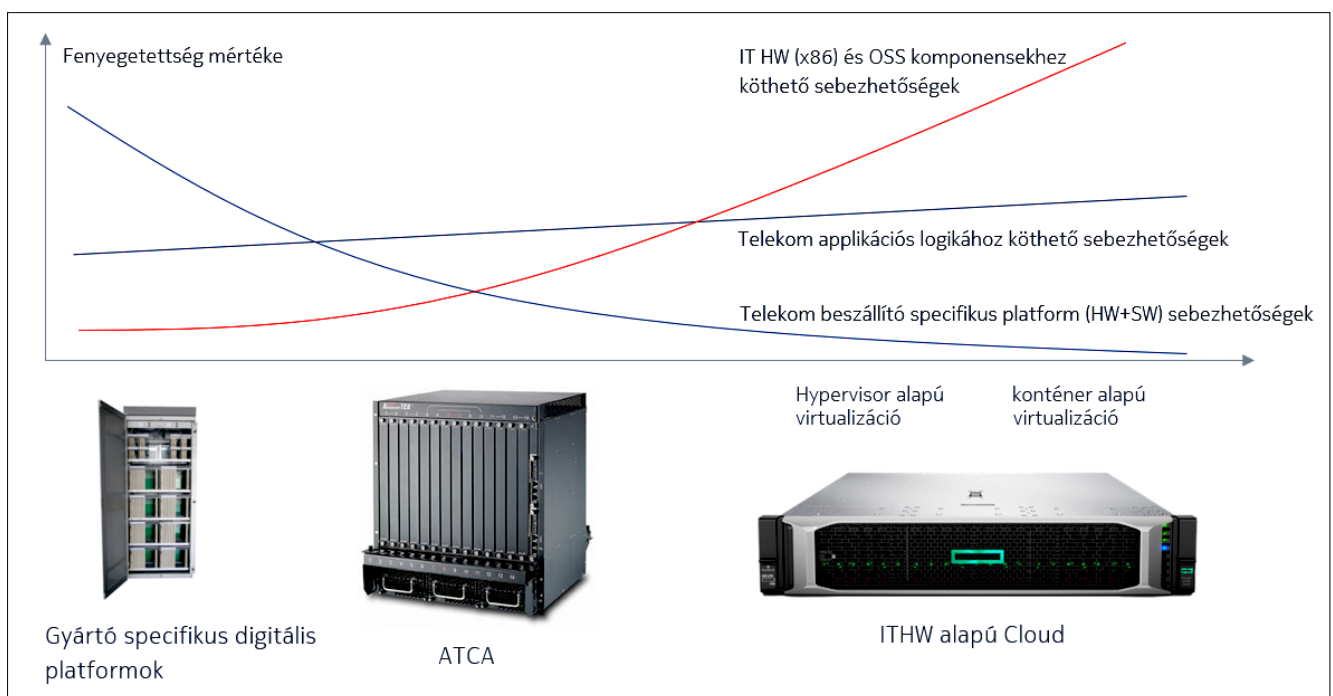 Fenyegetettség mértéke
IT HW (x86) és OSS komponensekhez
köthető sebezhetőségek
Telekom applikációs logikához köthető sebezhetőségek
Telekom beszállító specifikus platform (HW+SW) sebezhetőségek
Hypervisor alapú
virtualizáció
konténer alapú
virtualizáció
Gyártó specifikus digitális
platformok
ATCA
ITHW alapú Cloud